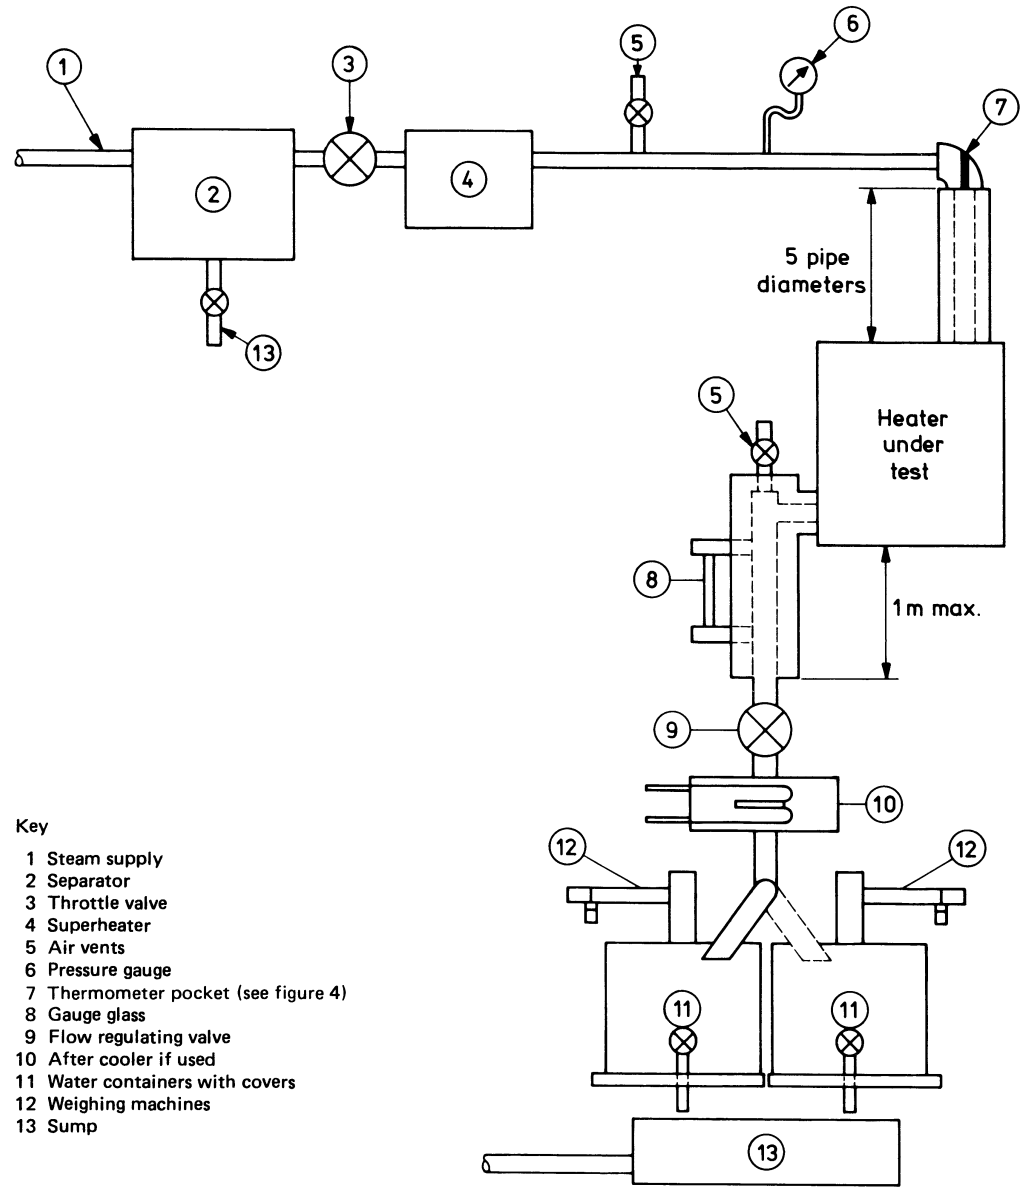 1
3
5
6
7
2
4
13
5 pipe
diameters
5
Heater
under
test
8
1m max.
9
10
12
12
11
11
13
Key
1 Steam supply
2 Separator
3 Throttle valve
4 Superheater
5 Air vents
6 Pressure gauge
7 Thermometer pocket (see figure 4)
8 Gauge glass
9 Flow regulating valve
10 After cooler if used
11 Water containers with covers
12 Weighing machines
13 Sump